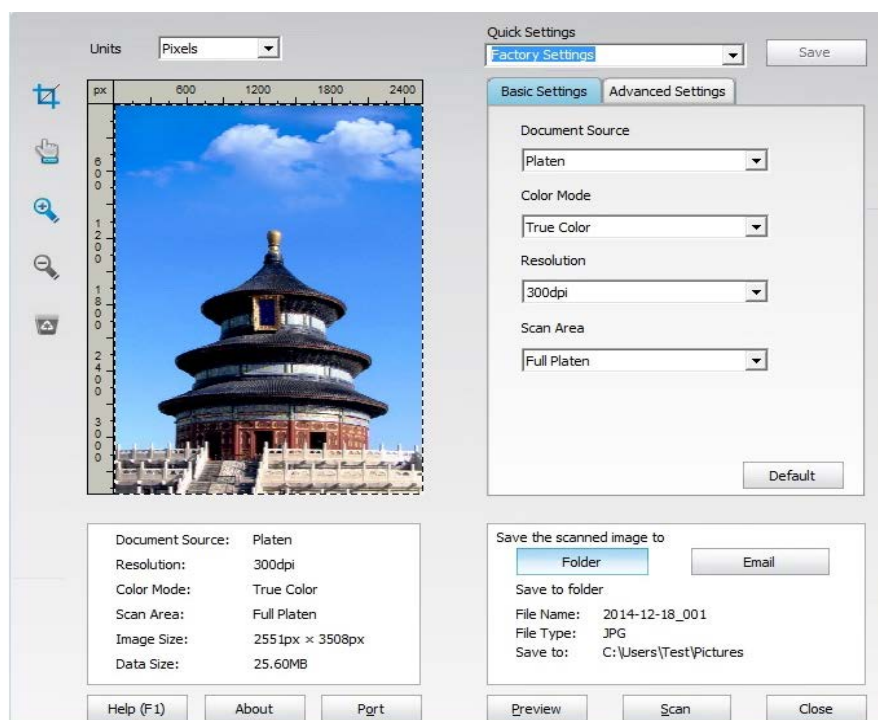 Units
Pixels
Quick Settings
Factory Settings
Save
px 600 1200 1800 2400
600
1200
1800
2400
3000
Basic Settings
Advanced Settings
Document Source
Platen
Color Mode
True Color
Resolution
300dpi
Scan Area
Full Platen
Default
Document Source: Platen
Resolution: 300dpi
Color Mode: True Color
Scan Area: Full Platen
Image Size: 2551px × 3508px
Data Size: 25.60MB
Save the scanned image to
Folder
Email
Save to folder
File Name: 2014-12-18_001
File Type: JPG
Save to: C:\Users\Test\Pictures
Help (F1)
About
Port
Preview
Scan
Close